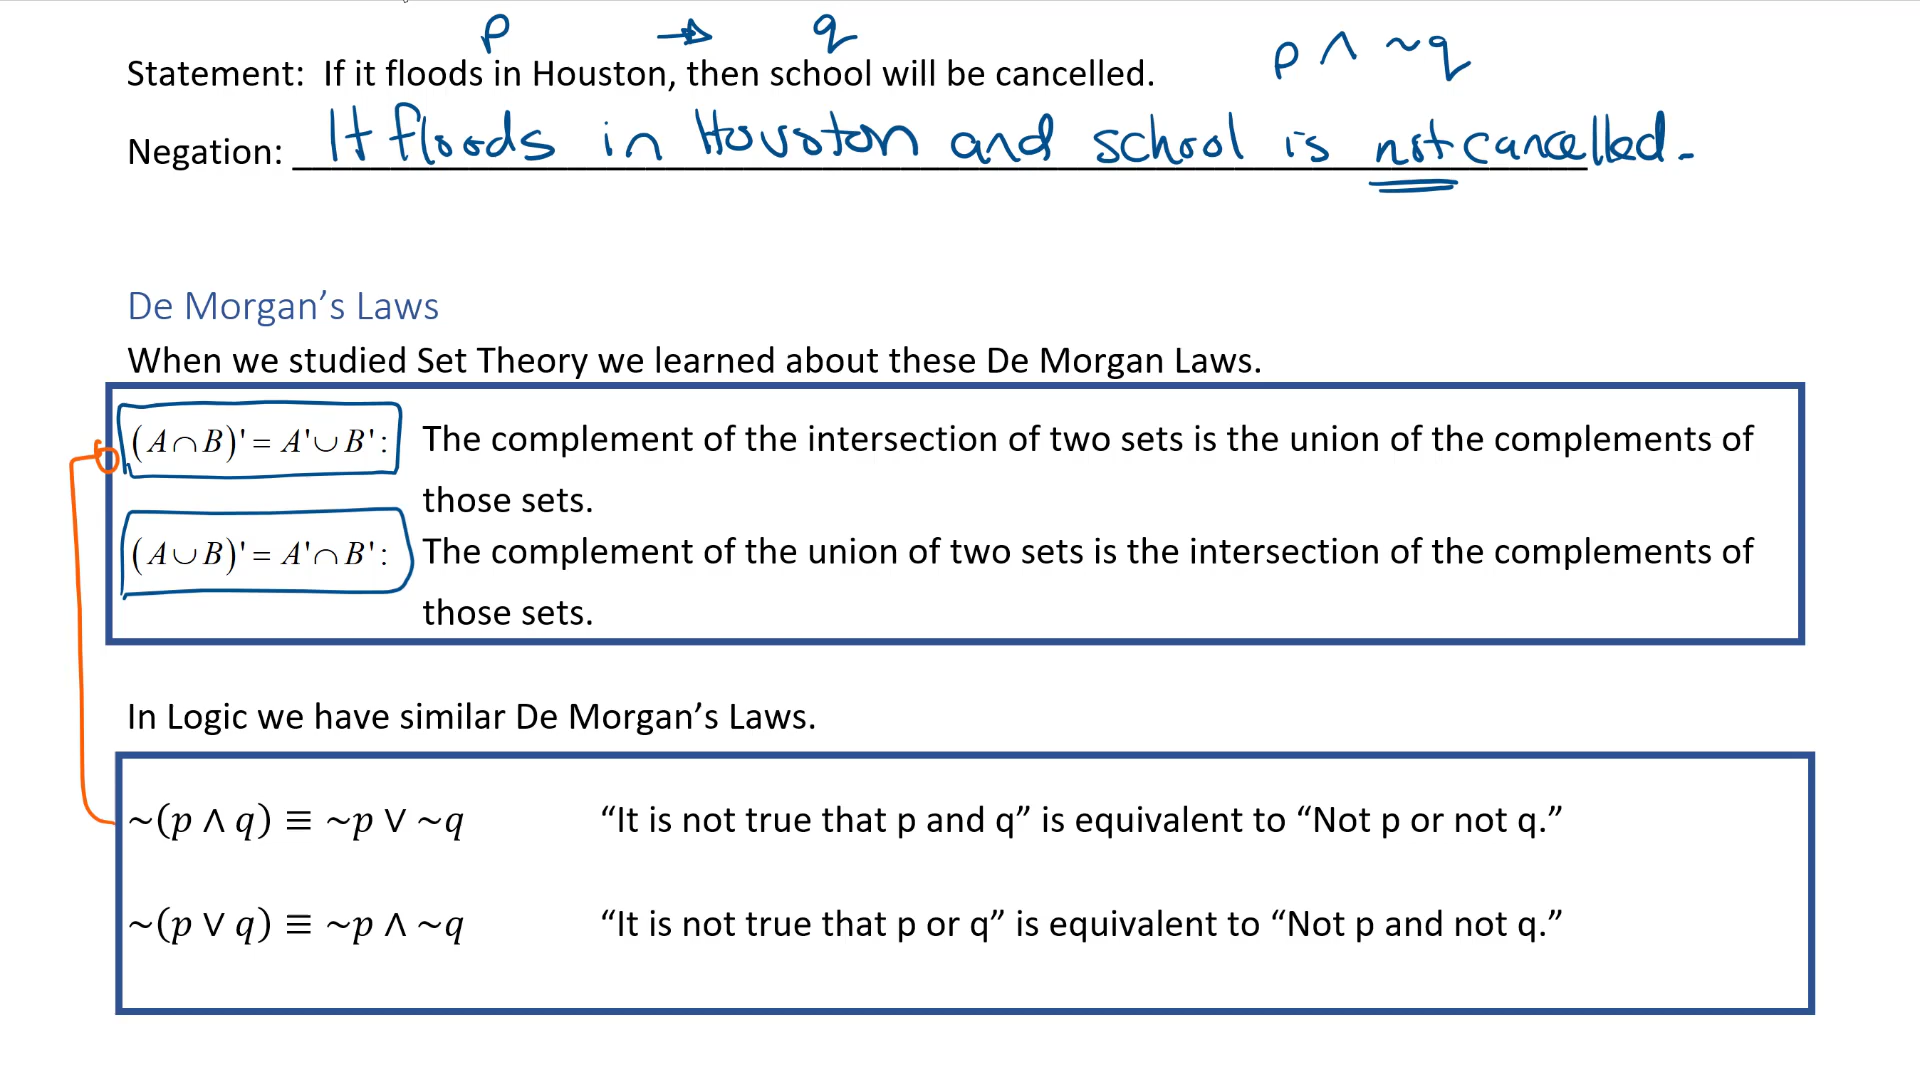 p → q
p ∧ ~q
Statement: If it floods in Houston, then school will be cancelled.
Negation: It floods in Houston and school is not cancelled.
De Morgan’s Laws
When we studied Set Theory we learned about these De Morgan Laws.
(A∩B)'= A'∪B': The complement of the intersection of two sets is the union of the complements of
those sets.
(A∪B)'= A'∩B': The complement of the union of two sets is the intersection of the complements of
those sets.
In Logic we have similar De Morgan’s Laws.
~(p ∧ q) ≡ ~p ∨ ~q “It is not true that p and q” is equivalent to “Not p or not q.”
~(p ∨ q) ≡ ~p ∧ ~q “It is not true that p or q” is equivalent to “Not p and not q.”